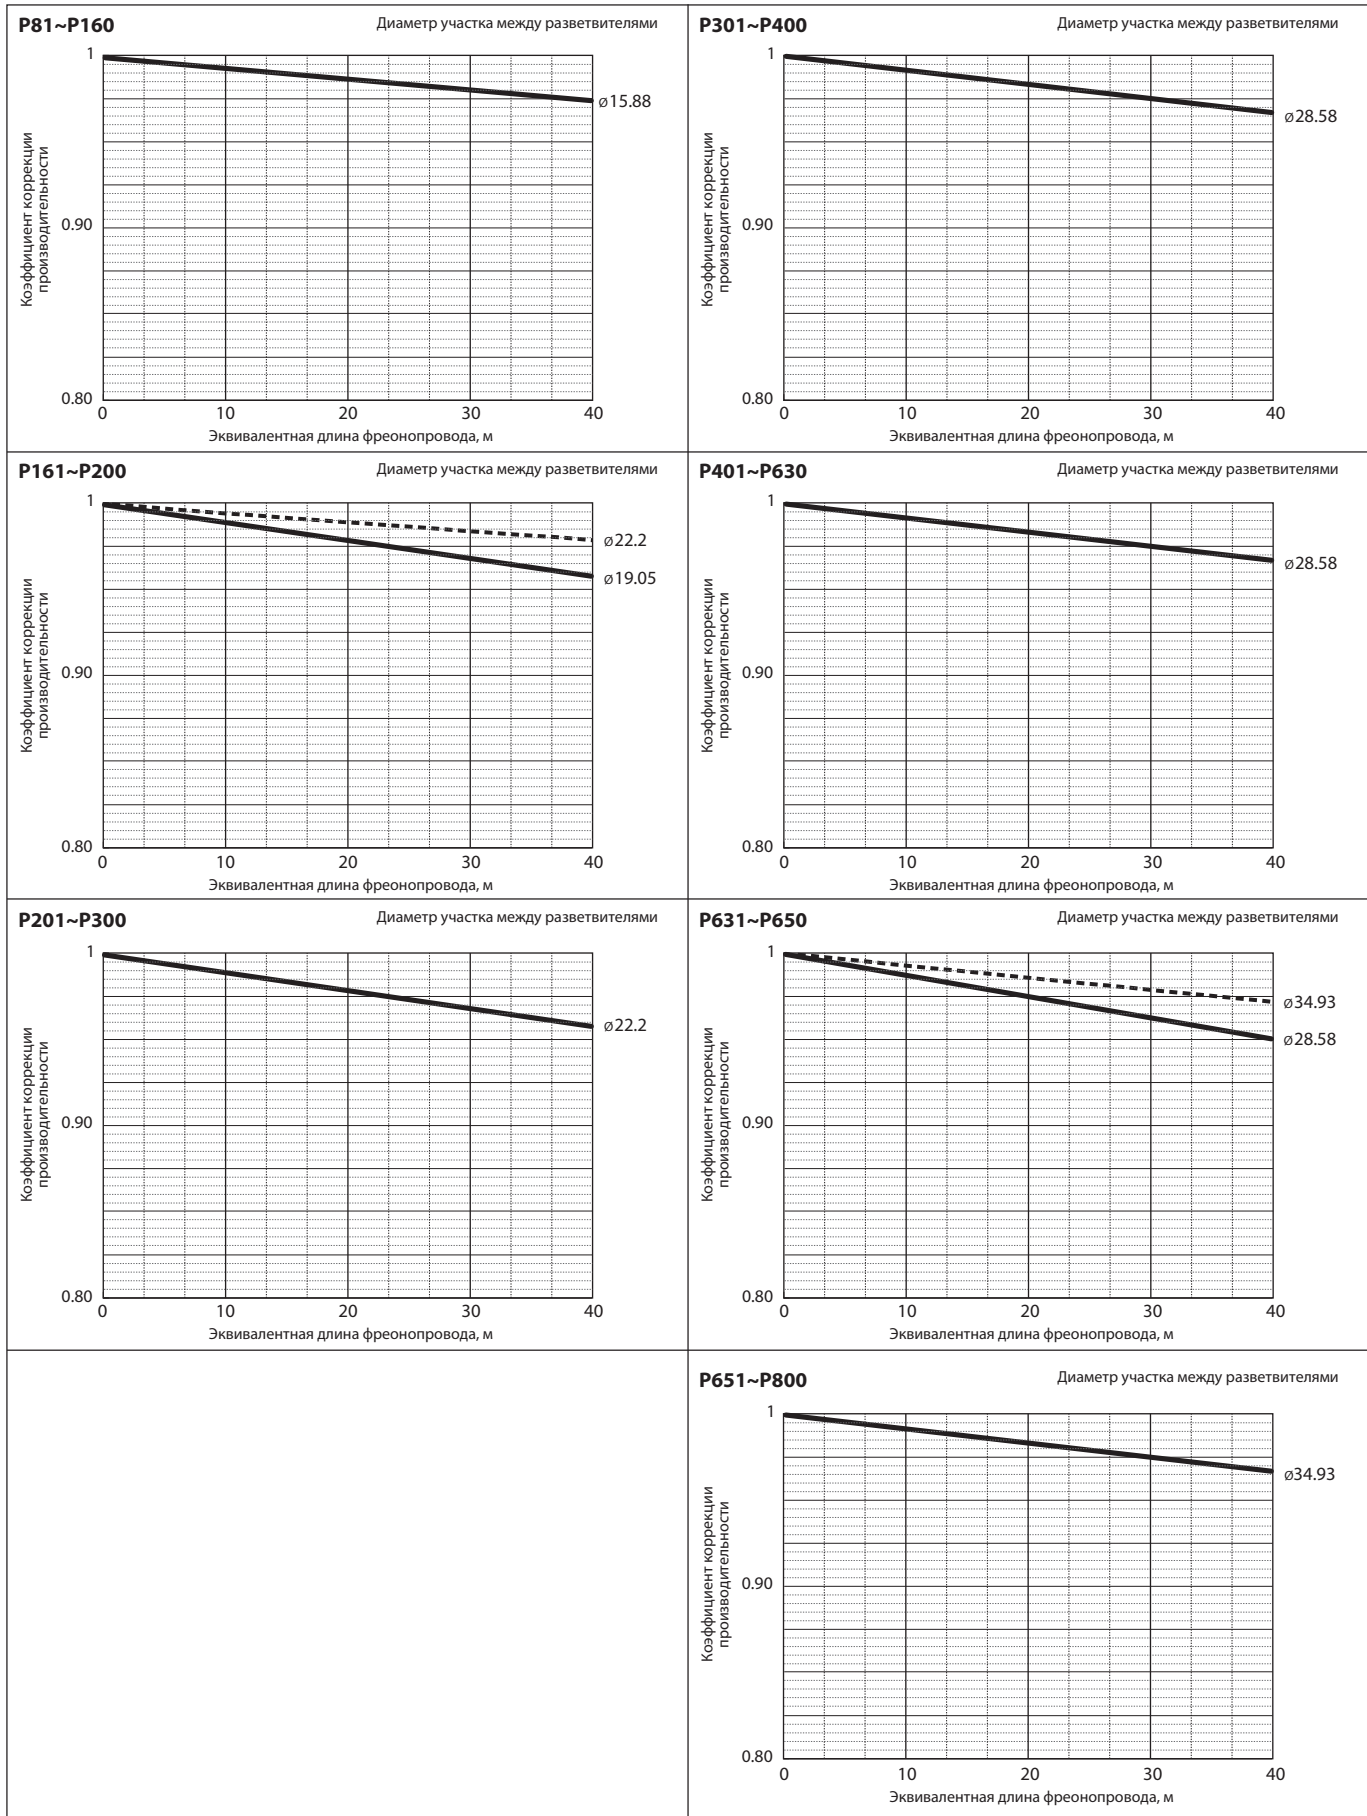 P81~P160
Диаметр участка между разветвителями
1
0.90
0.80
Коэффициент коррекции
производительности
ø15.88
0 10 20 30 40
Эквивалентная длина фреонопровода, м
P301~P400
Диаметр участка между разветвителями
1
0.90
0.80
Коэффициент коррекции
производительности
ø28.58
0 10 20 30 40
Эквивалентная длина фреонопровода, м
P161~P200
Диаметр участка между разветвителями
1
0.90
0.80
Коэффициент коррекции
производительности
ø22.2
ø19.05
0 10 20 30 40
Эквивалентная длина фреонопровода, м
P401~P630
Диаметр участка между разветвителями
1
0.90
0.80
Коэффициент коррекции
производительности
ø28.58
0 10 20 30 40
Эквивалентная длина фреонопровода, м
P201~P300
Диаметр участка между разветвителями
1
0.90
0.80
Коэффициент коррекции
производительности
ø22.2
0 10 20 30 40
Эквивалентная длина фреонопровода, м
P631~P650
Диаметр участка между разветвителями
1
0.90
0.80
Коэффициент коррекции
производительности
ø34.93
ø28.58
0 10 20 30 40
Эквивалентная длина фреонопровода, м
P651~P800
Диаметр участка между разветвителями
1
0.90
0.80
Коэффициент коррекции
производительности
ø34.93
0 10 20 30 40
Эквивалентная длина фреонопровода, м